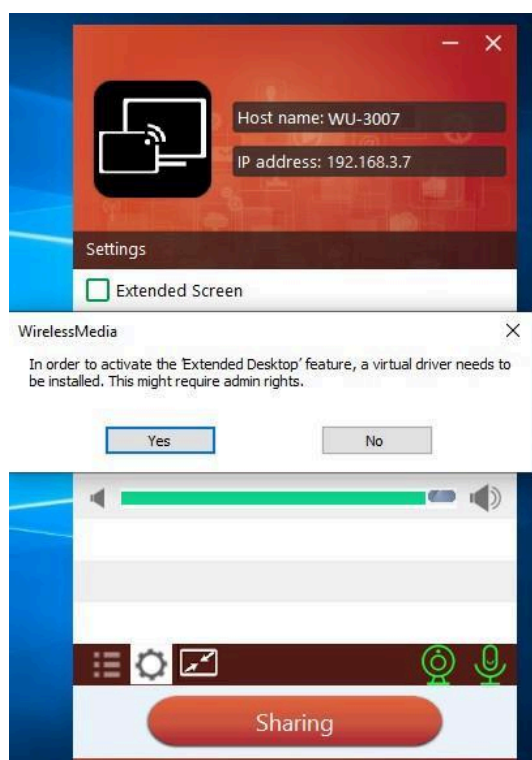 Host name: WU-3007
IP address: 192.168.3.7
Settings
Extended Screen
WirelessMedia
In order to activate the 'Extended Desktop' feature, a virtual driver needs to
be installed. This might require admin rights.
Yes
No
Sharing